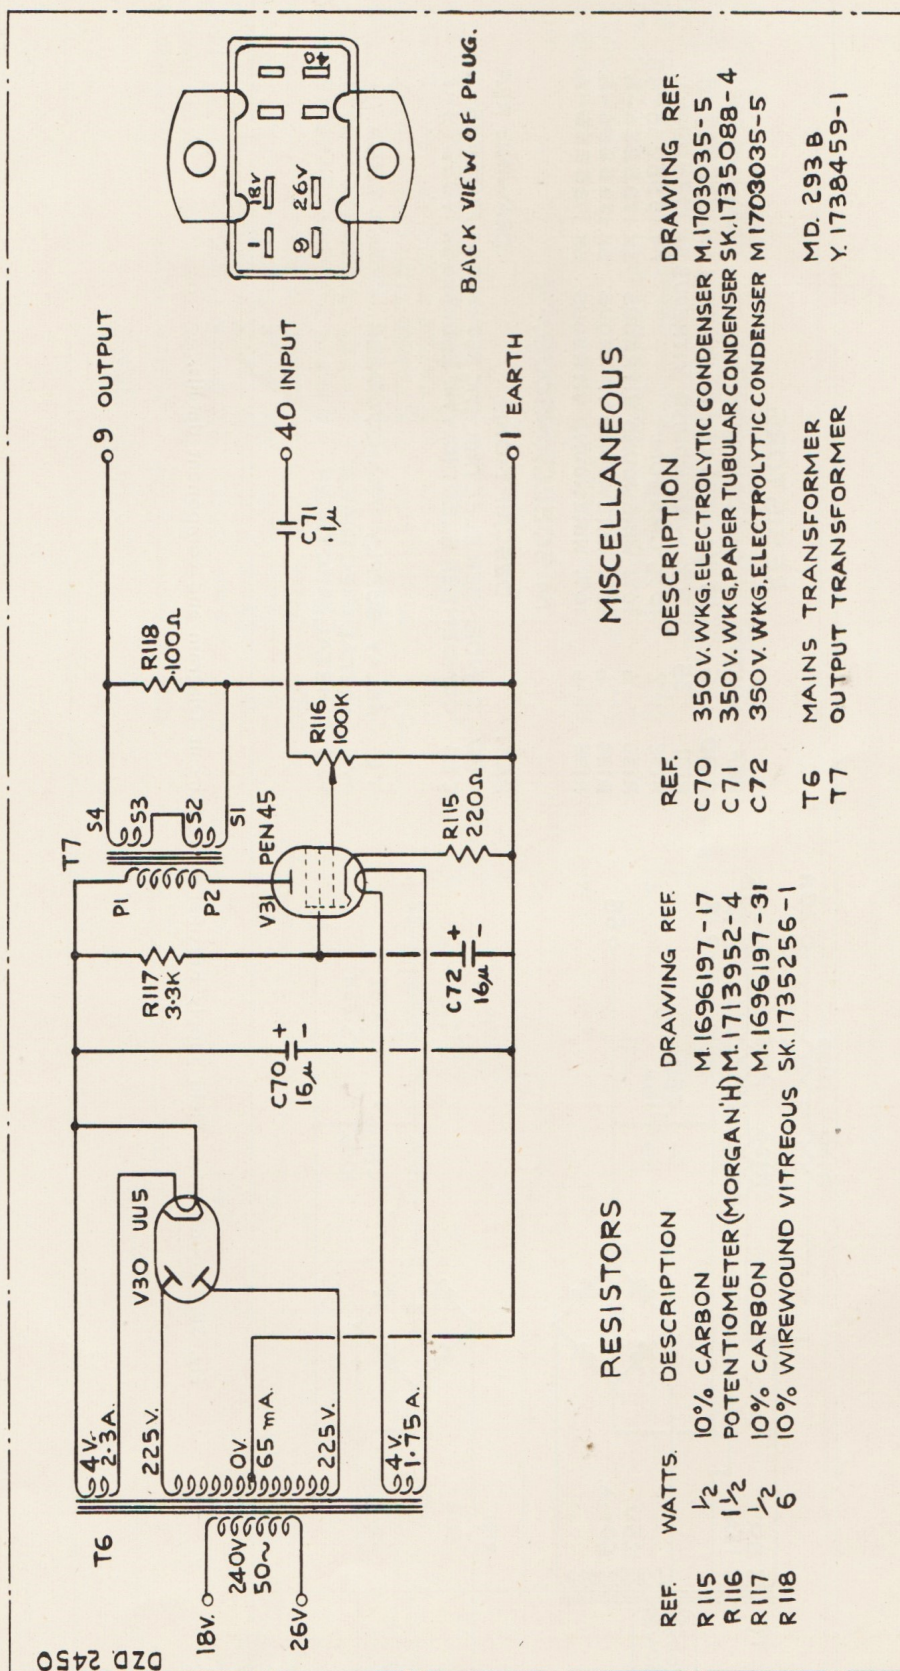 DZD. 2450
T6
18V.
240V
50~
26V.
4V.
2·3A.
225V.
0V.
65 mA.
225V.
4V.
1·75A.
V30 UU5
C70
16µ
+
-
R117
3·3K
C72
16µ
+
-
T7
P1
P2
S4
S3
S2
S1
V31 PEN 45
R115
220Ω
R116
100K
R118
·100Ω
C71
·1µ
9 OUTPUT
40 INPUT
1 EARTH
1
18V
9
26V
40
BACK VIEW OF PLUG.
RESISTORS
REF. WATTS. DESCRIPTION DRAWING REF.
R115 1/2 10% CARBON M.1696197-17
R116 1 1/2 POTENTIOMETER (MORGAN'H) M.1713952-4
R117 1/2 10% CARBON M.1696197-31
R118 6 10% WIREWOUND VITREOUS SK.1735256-1
MISCELLANEOUS
REF. DESCRIPTION DRAWING REF.
C70 350V.WKG.ELECTROLYTIC CONDENSER M.1703035-5
C71 350V.WKG.PAPER TUBULAR CONDENSER SK.1735088-4
C72 350V.WKG.ELECTROLYTIC CONDENSER M1703035-5
T6 MAINS TRANSFORMER MD. 293 B
T7 OUTPUT TRANSFORMER Y.1738459-1